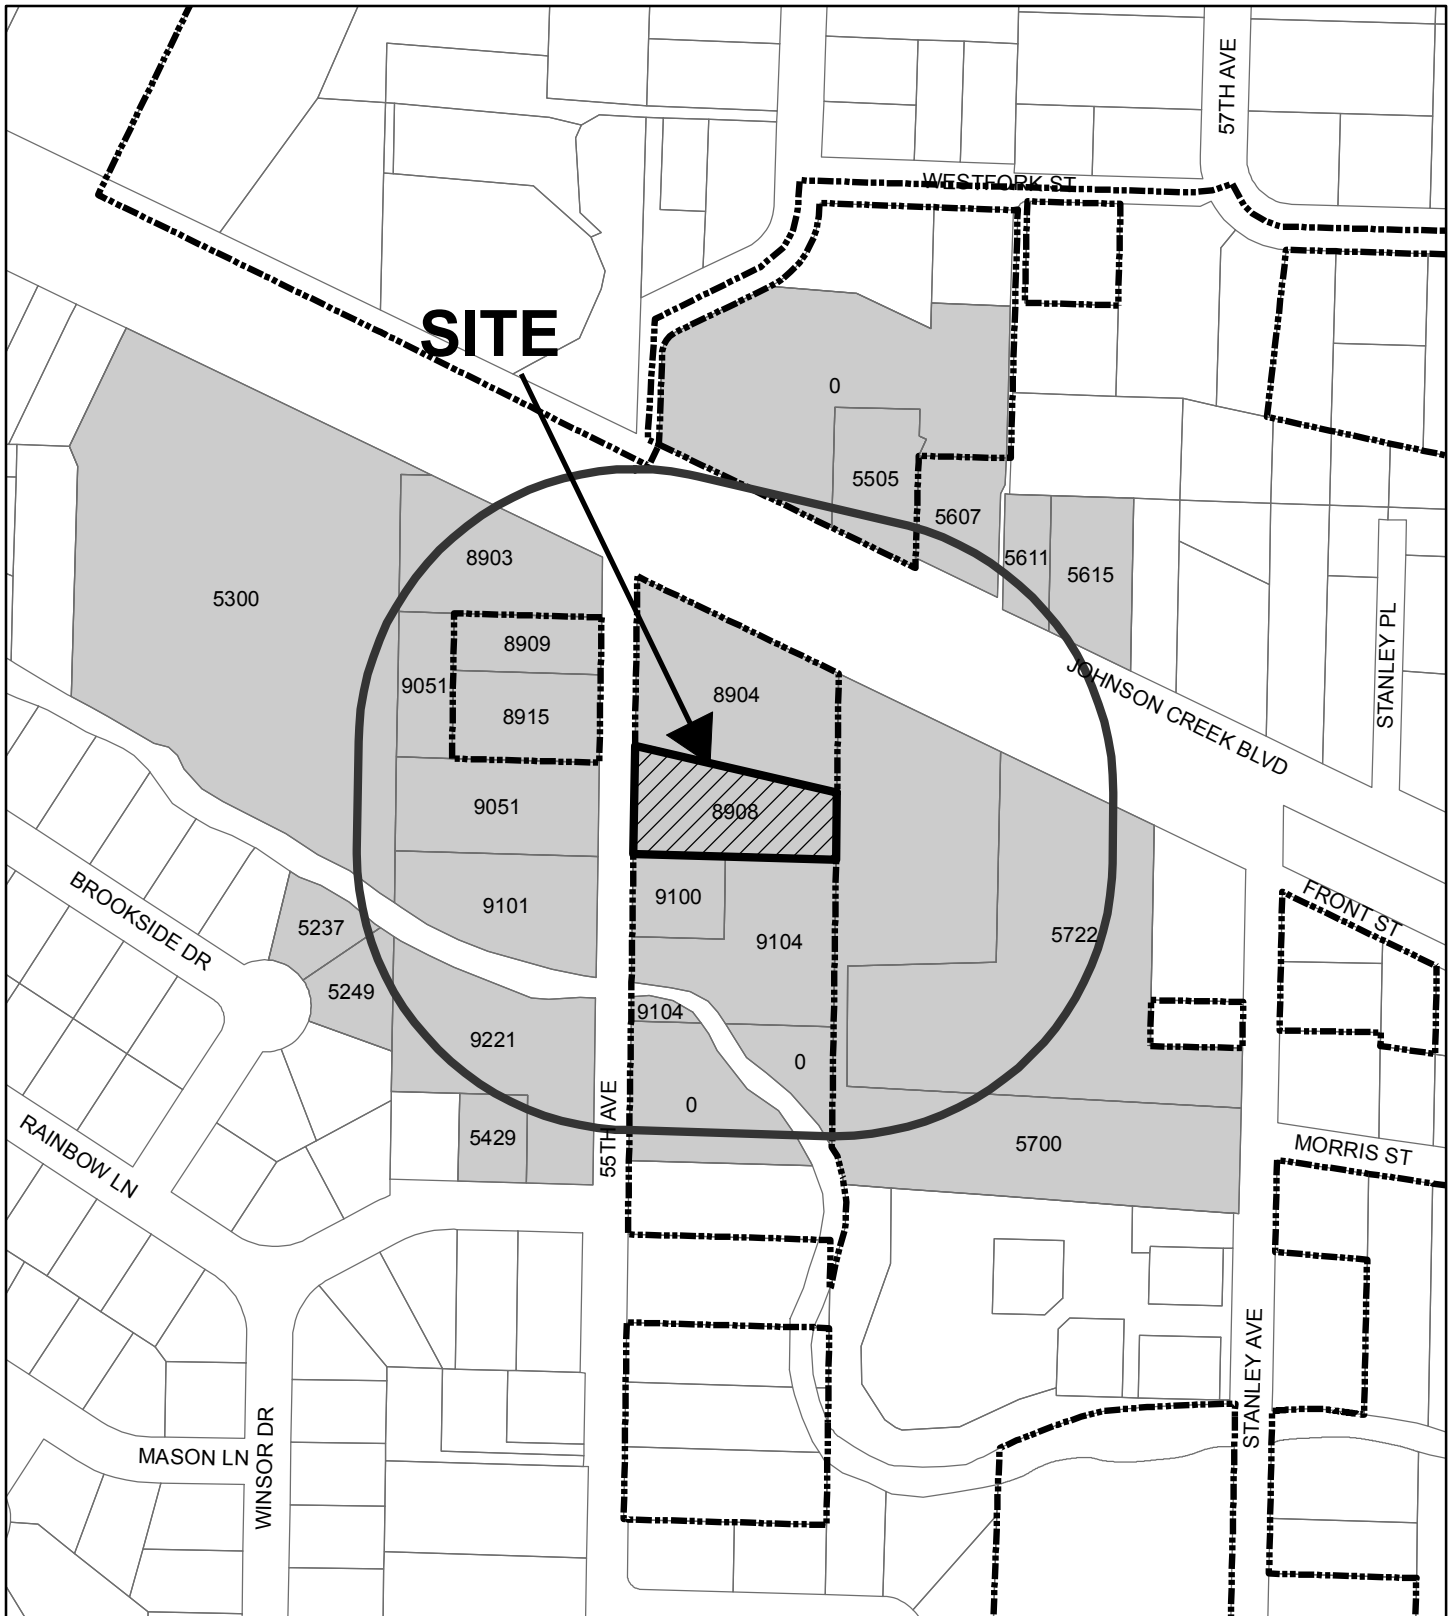 57TH AVE
WESTFORK ST
SITE
0
5505
5607
8903
5611
5615
5300
8909
9051
8904
8915
JOHNSON CREEK BLVD
STANLEY PL
9051
8908
9100
9101
BROOKSIDE DR
5237
FRONT ST
9104
5722
5249
9104
9221
0
0
55TH AVE
5429
5700
MORRIS ST
RAINBOW LN
STANLEY AVE
MASON LN
WINSOR DR